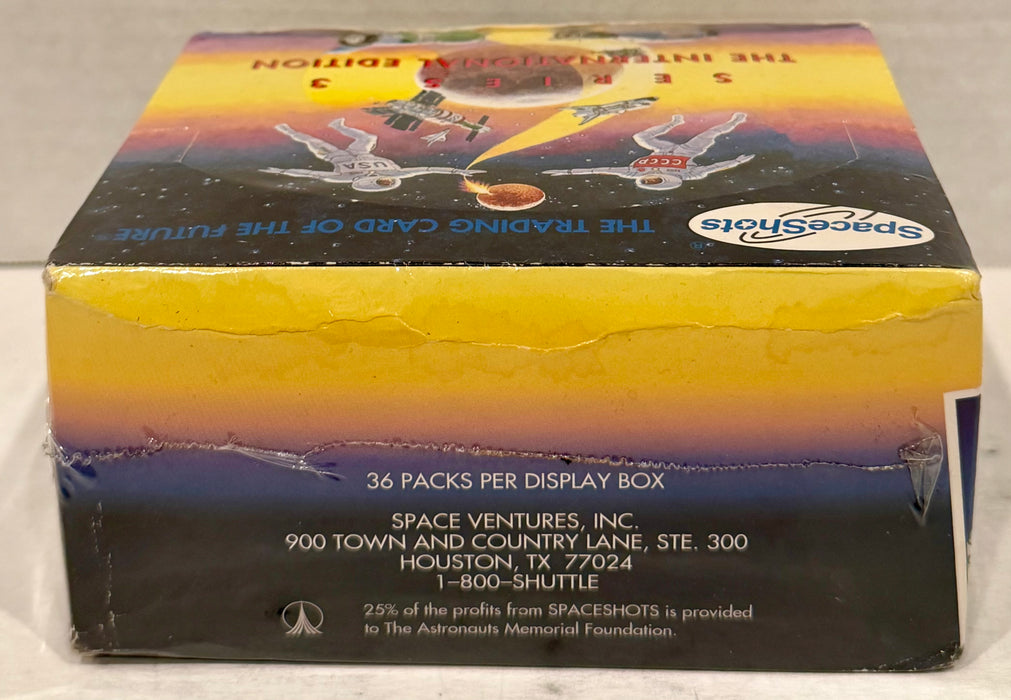 THE INTERNATIONAL EDITION
SERIES 3
USA
CCCP
SpaceShots®
THE TRADING CARD OF THE FUTURE™
36 PACKS PER DISPLAY BOX
SPACE VENTURES, INC.
900 TOWN AND COUNTRY LANE, STE. 300
HOUSTON, TX 77024
1-800-SHUTTLE
25% of the profits from SPACESHOTS is provided
to The Astronauts Memorial Foundation.